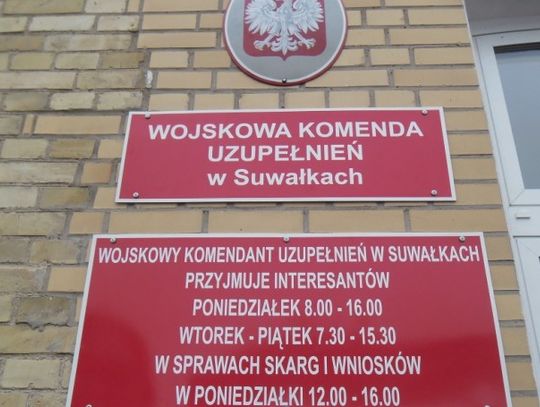 WOJSKOWA KOMENDA
UZUPEŁNIEŃ
w Suwałkach
WOJSKOWY KOMENDANT UZUPEŁNIEŃ W SUWAŁKACH
PRZYJMUJE INTERESANTÓW
PONIEDZIAŁEK 8.00 - 16.00
WTOREK - PIĄTEK 7.30 - 15.30
W SPRAWACH SKARG I WNIOSKÓW
W PONIEDZIAŁKI 12.00 - 16.00